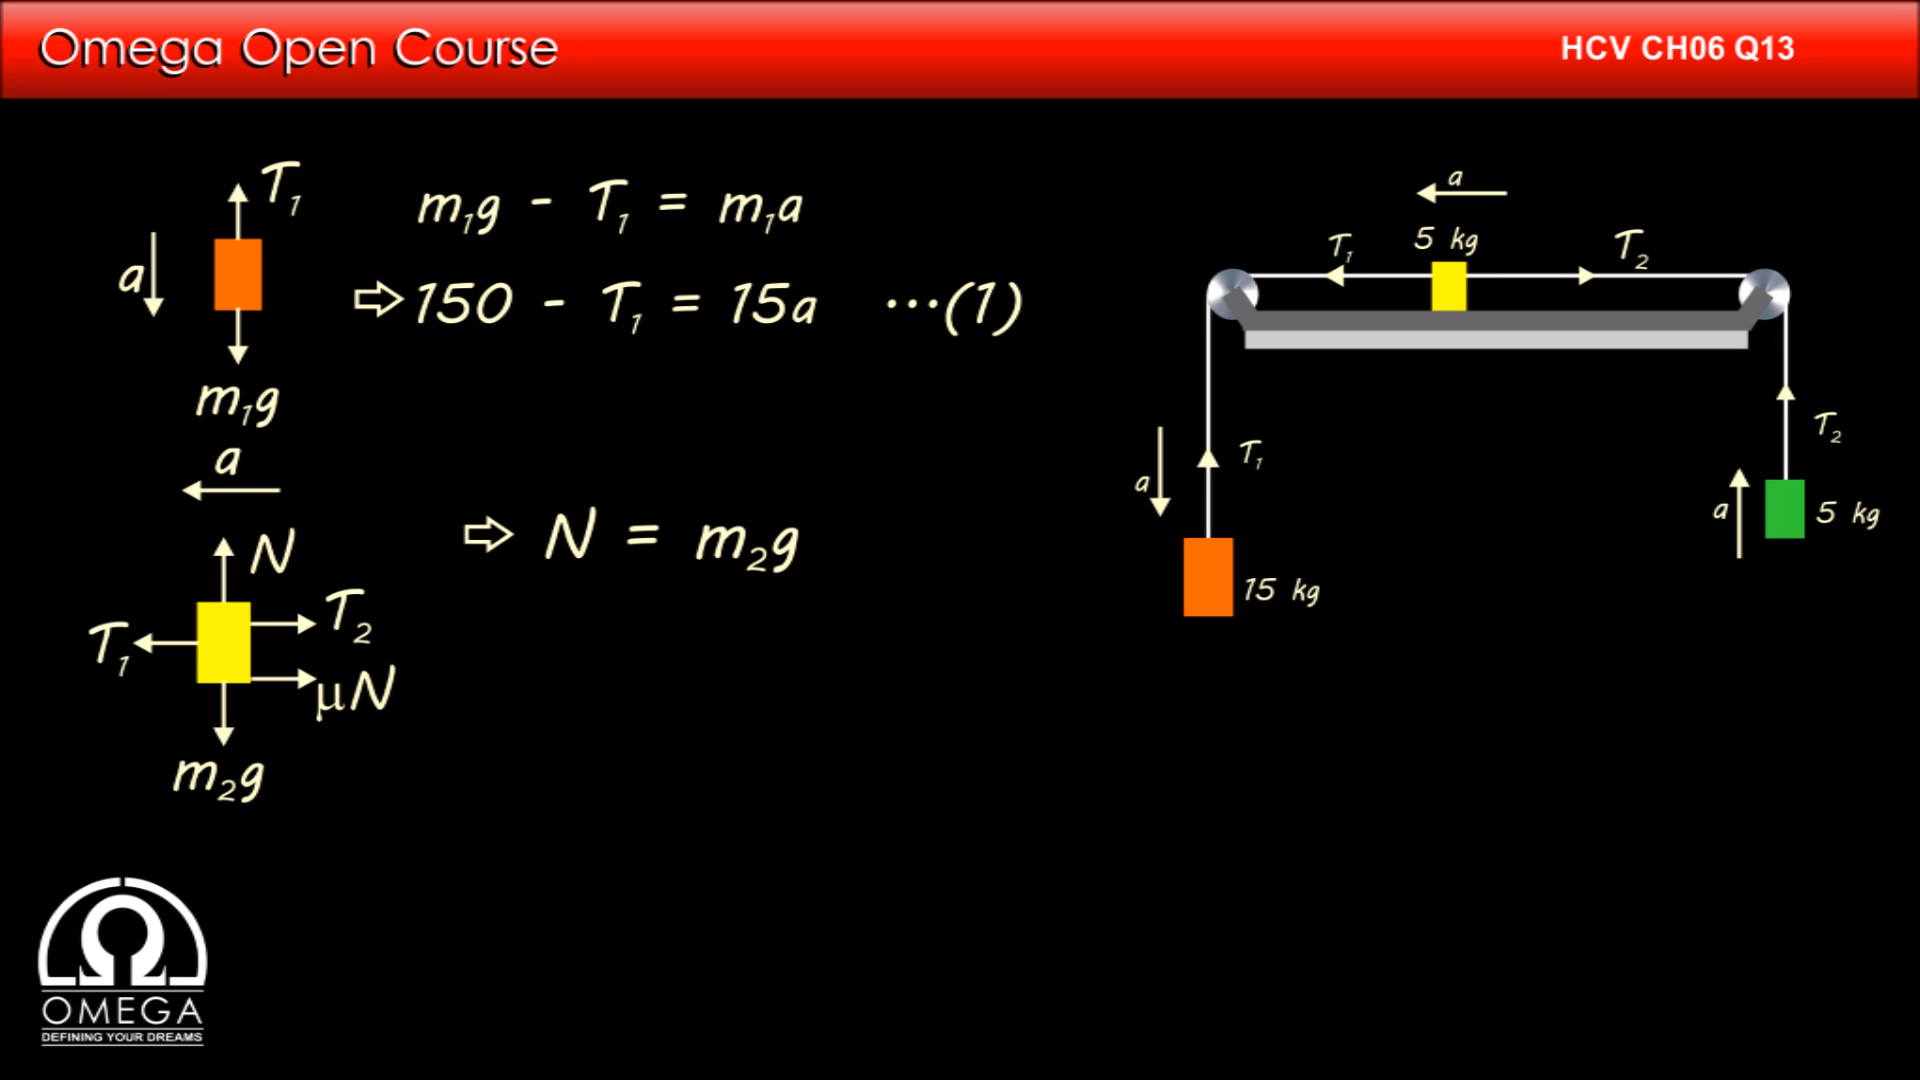 Omega Open Course
HCV CH06 Q13
T₁
a
m₁g
m₁g - T₁ = m₁a
⇨ 150 - T₁ = 15a ...(1)
a
N
T₁
T₂
μN
m₂g
⇨ N = m₂g
a
T₁
5 kg
T₂
a
T₁
15 kg
T₂
a
5 kg
OMEGA
DEFINING YOUR DREAMS